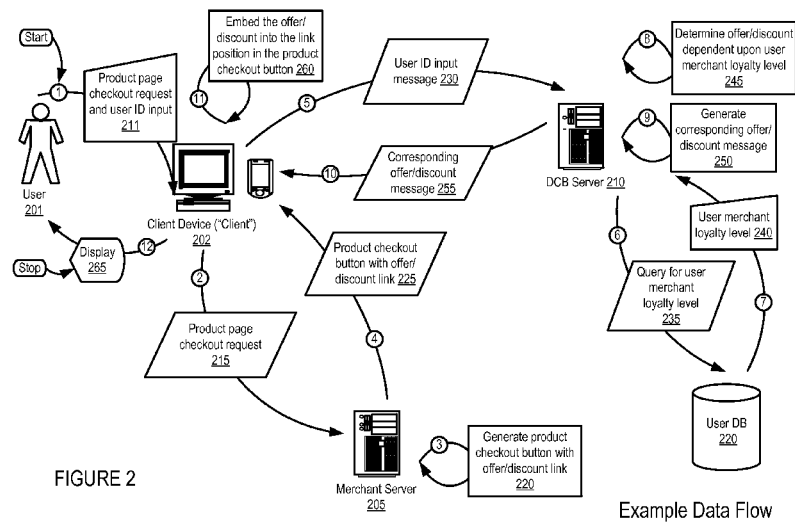 Start
1
Product page
checkout request
and user ID input
211
User
201
Embed the offer/
discount into the link
position in the product
checkout button 260
11
5
User ID input
message 230
8
Determine offer/discount
dependent upon user
merchant loyalty level
245
9
Generate
corresponding offer/
discount message
250
DCB Server 210
10
Corresponding
offer/discount
message 255
Client Device (“Client”)
202
12
Display
265
Stop
2
Product page
checkout request
215
Product checkout
button with offer/
discount link 225
4
6
User merchant
loyalty level 240
Query for user
merchant
loyalty level
235
7
User DB
220
3
Generate product
checkout button with
offer/discount link
220
Merchant Server
205
FIGURE 2
Example Data Flow